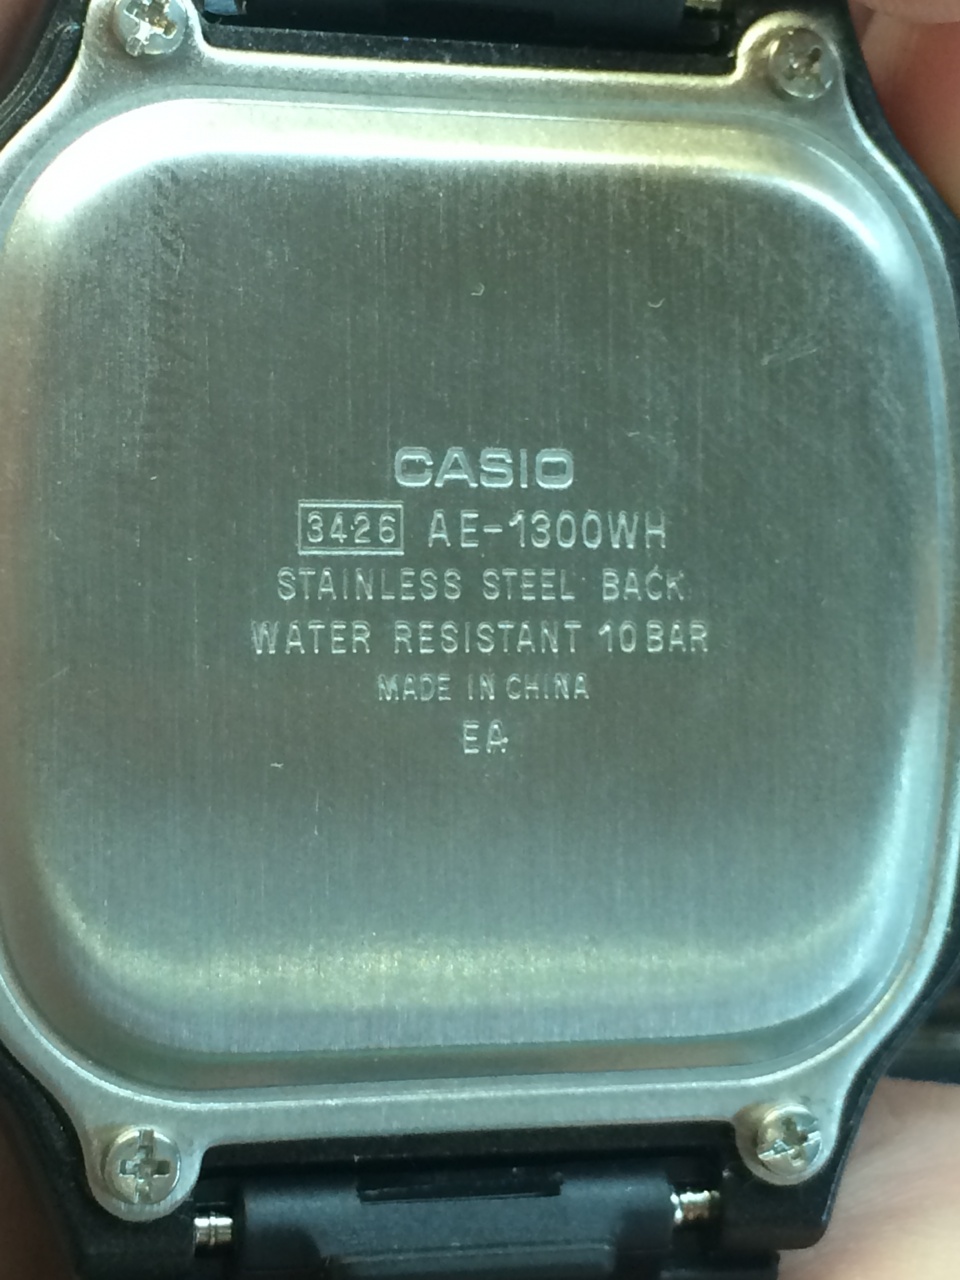 CASIO
3426 AE-1300WH
STAINLESS STEEL BACK
WATER RESISTANT 10BAR
MADE IN CHINA
EA